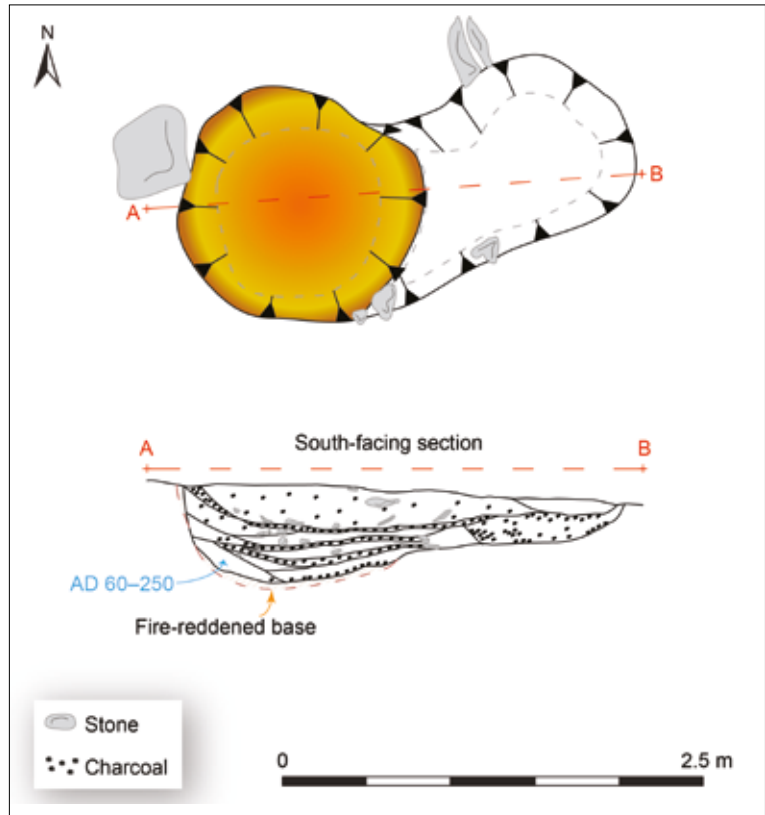 N
A
B
A
South-facing section
B
AD 60–250
Fire-reddened base
Stone
Charcoal
0
2.5 m